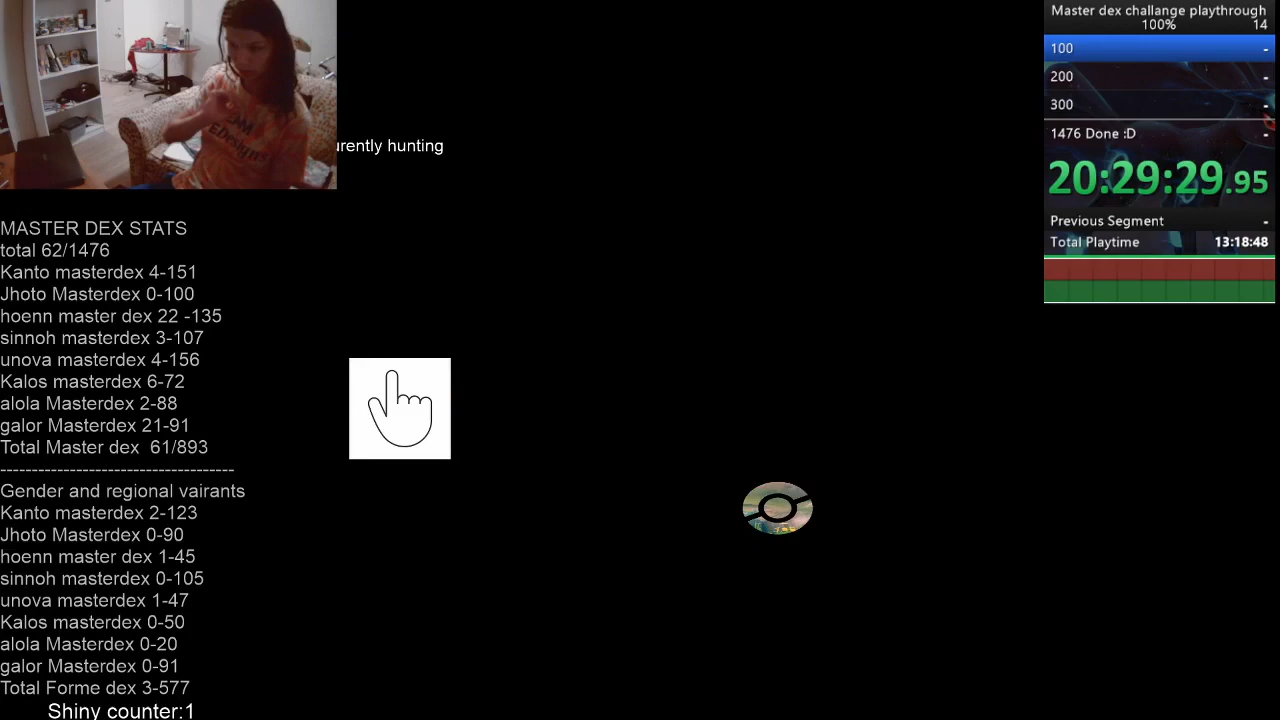 Master dex challange playthrough
100% 14
100 -
200 -
300 -
1476 Done :D -
20:29:29.95
Previous Segment -
Total Playtime 13:18:48
urently hunting
MASTER DEX STATS
total 62/1476
Kanto masterdex 4-151
Jhoto Masterdex 0-100
hoenn master dex 22 -135
sinnoh masterdex 3-107
unova masterdex 4-156
Kalos masterdex 6-72
alola Masterdex 2-88
galor Masterdex 21-91
Total Master dex 61/893
------------------------------------
Gender and regional vairants
Kanto masterdex 2-123
Jhoto Masterdex 0-90
hoenn master dex 1-45
sinnoh masterdex 0-105
unova masterdex 1-47
Kalos masterdex 0-50
alola Masterdex 0-20
galor Masterdex 0-91
Total Forme dex 3-577
Shiny counter:1